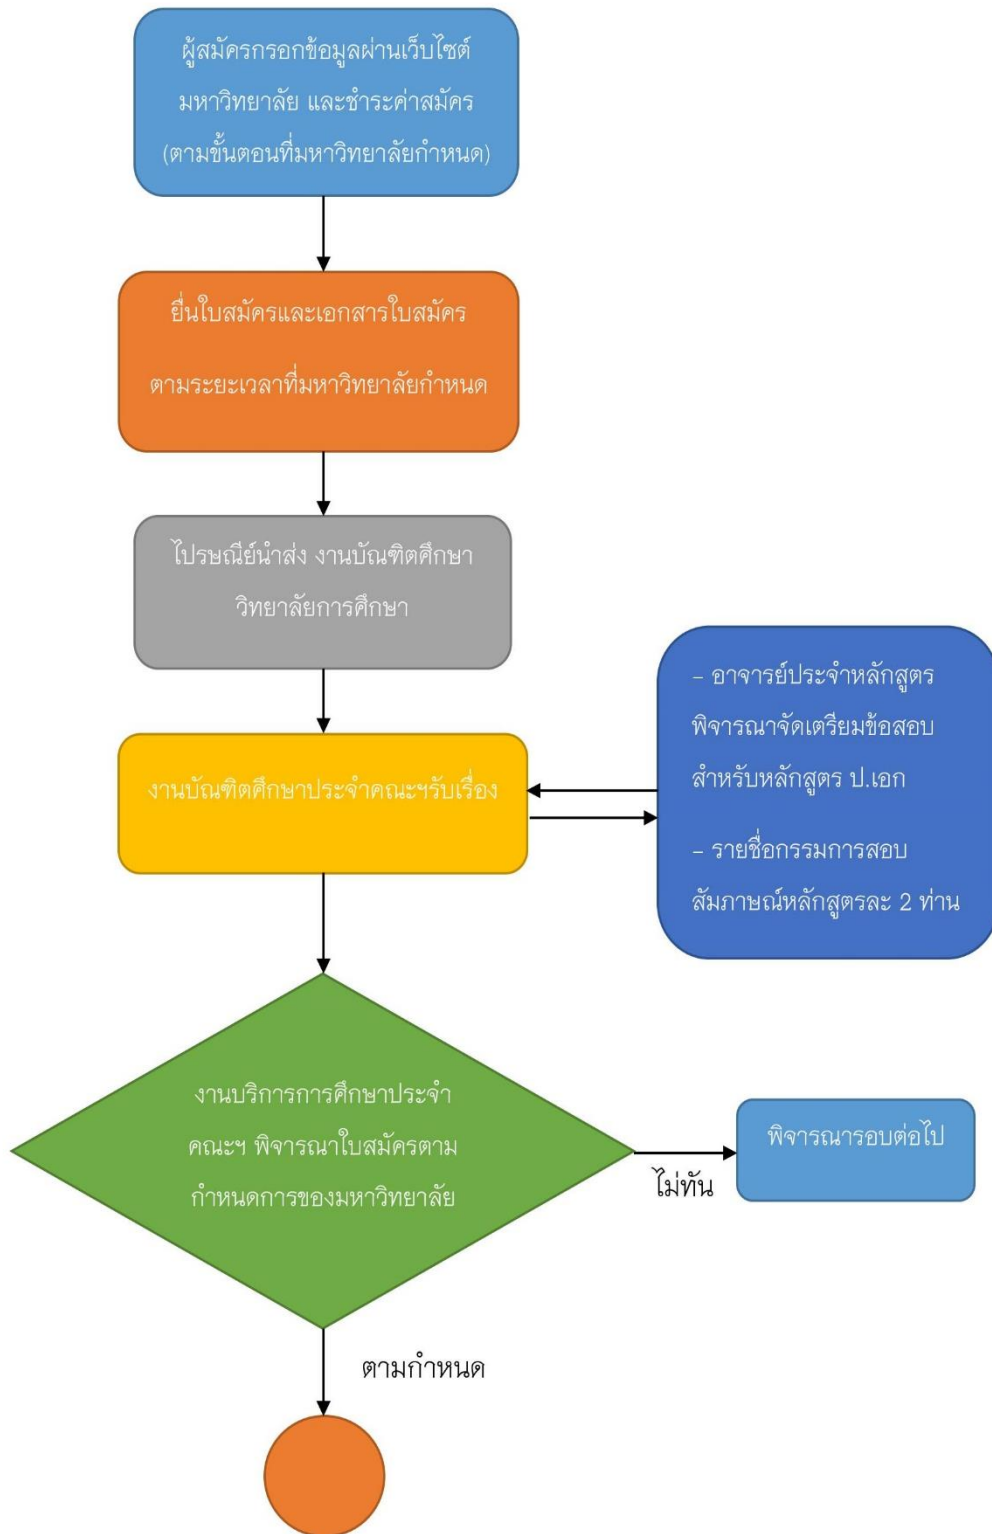 ผู้สมัครกรอกข้อมูลผ่านเว็บไซต์
มหาวิทยาลัย และชำระค่าสมัคร
(ตามขั้นตอนที่มหาวิทยาลัยกำหนด)
ยื่นใบสมัครและเอกสารใบสมัคร
ตามระยะเวลาที่มหาวิทยาลัยกำหนด
ไปรษณีย์นำส่ง งานบัณฑิตศึกษา
วิทยาลัยการศึกษา
งานบัณฑิตศึกษาประจำคณะฯรับเรื่อง
– อาจารย์ประจำหลักสูตร
พิจารณาจัดเตรียมข้อสอบ
สำหรับหลักสูตร ป.เอก
– รายชื่อกรรมการสอบ
สัมภาษณ์หลักสูตรละ 2 ท่าน
งานบริการการศึกษาประจำ
คณะฯ พิจารณาใบสมัครตาม
กำหนดการของมหาวิทยาลัย
ไม่ทัน
พิจารณารอบต่อไป
ตามกำหนด